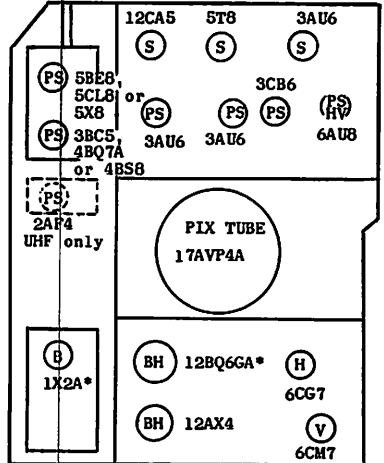 12CA5 5T8 3AU6
S S S
PS 5BE8,
5CL8, or
5X8
3CB6
PS PS PS (PS)
HV
3AU6 3AU6 6AU8
PS 3BC5,
4BQ7A
or 4BS8
PS
2AF4
UHF only
PIX TUBE
17AVP4A
B
1X2A*
BH 12BQ6GA*
H
6CG7
BH 12AX4
V
6CM7